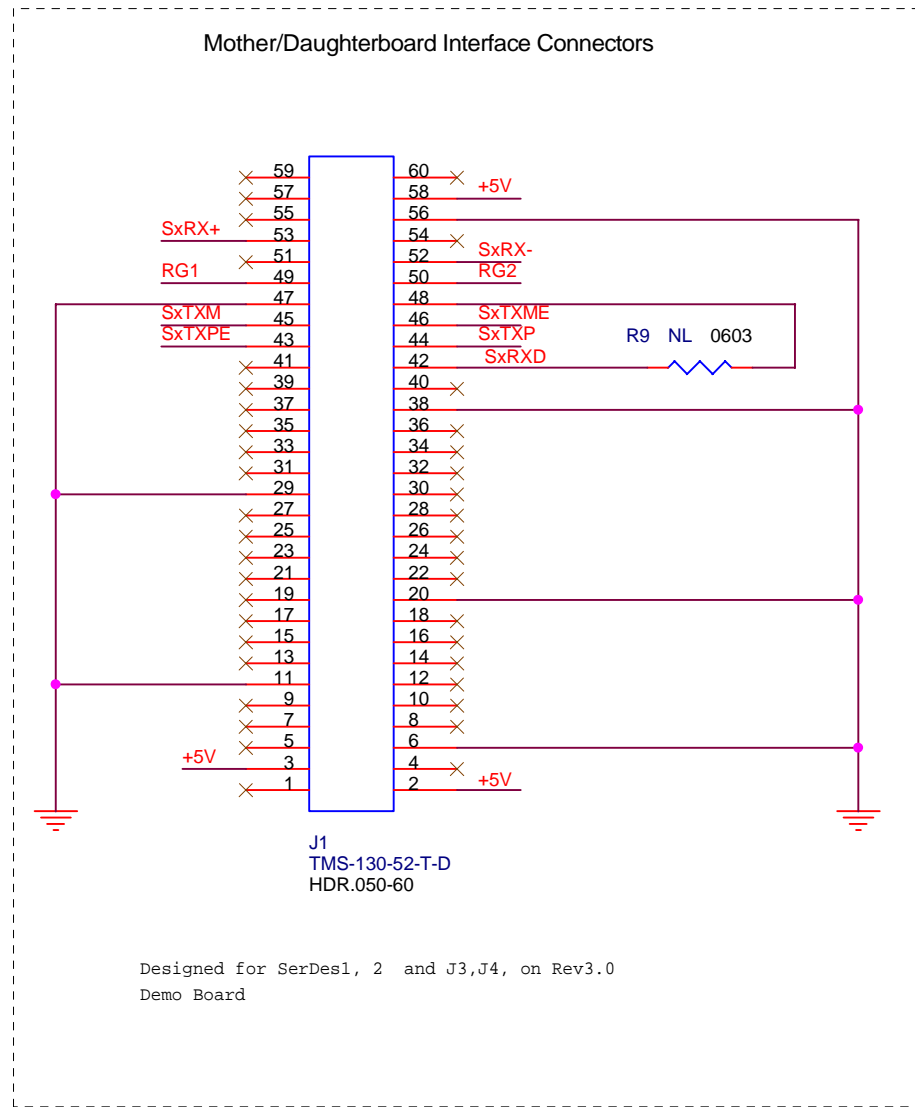 Mother/Daughterboard Interface Connectors
59 60
57 58 +5V
55 56
SxRX+ 53 54
51 52 SxRX-
RG1 49 50 RG2
47 48
SxTXM 45 46 SxTXME
SxTXPE 43 44 SxTXP R9 NL 0603
41 42 SxRXD
39 40
37 38
35 36
33 34
31 32
29 30
27 28
25 26
23 24
21 22
19 20
17 18
15 16
13 14
11 12
9 10
7 8
5 6
+5V 3 4
1 2 +5V
J1
TMS-130-52-T-D
HDR.050-60
Designed for SerDes1, 2 and J3,J4, on Rev3.0
Demo Board